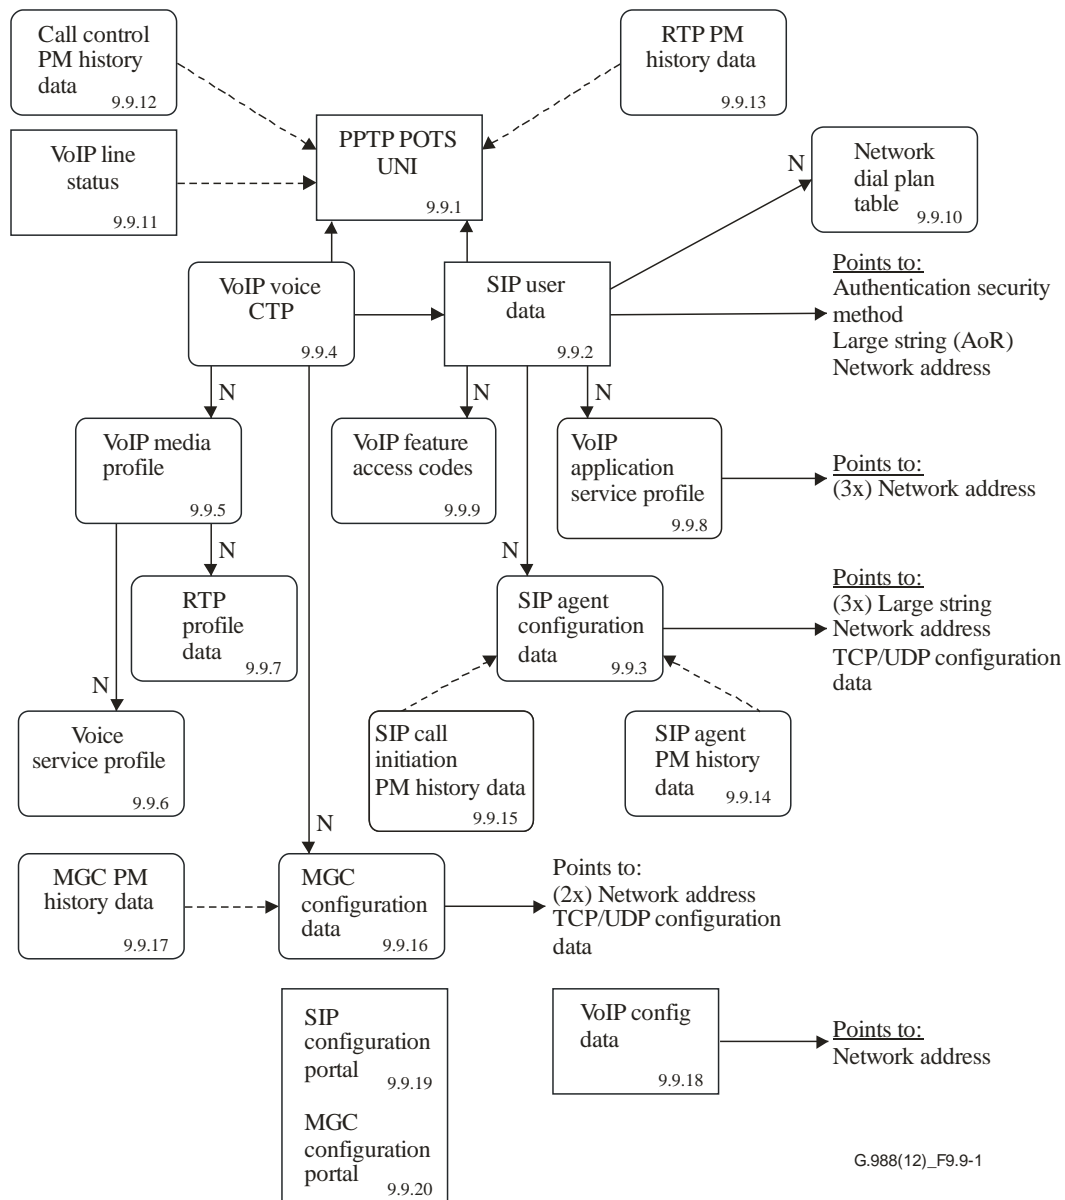 Call control
PM history
data
9.9.12
RTP PM
history data
9.9.13
PPTP POTS
UNI
9.9.1
VoIP line
status
9.9.11
N
Network
dial plan
table
9.9.10
VoIP voice
CTP
9.9.4
SIP user
data
9.9.2
Points to:
Authentication security
method
Large string (AoR)
Network address
N
N
N
VoIP media
profile
9.9.5
VoIP feature
access codes
9.9.9
VoIP
application
service profile
9.9.8
Points to:
(3x) Network address
N
N
RTP
profile
data
9.9.7
SIP agent
configuration
data
9.9.3
Points to:
(3x) Large string
Network address
TCP/UDP configuration
data
N
Voice
service profile
9.9.6
SIP call
initiation
PM history data
9.9.15
SIP agent
PM history
data
9.9.14
N
MGC PM
history data
9.9.17
MGC
configuration
data
9.9.16
Points to:
(2x) Network address
TCP/UDP configuration
data
SIP
configuration
portal
9.9.19
MGC
configuration
portal
9.9.20
VoIP config
data
9.9.18
Points to:
Network address
G.988(12)_F9.9-1